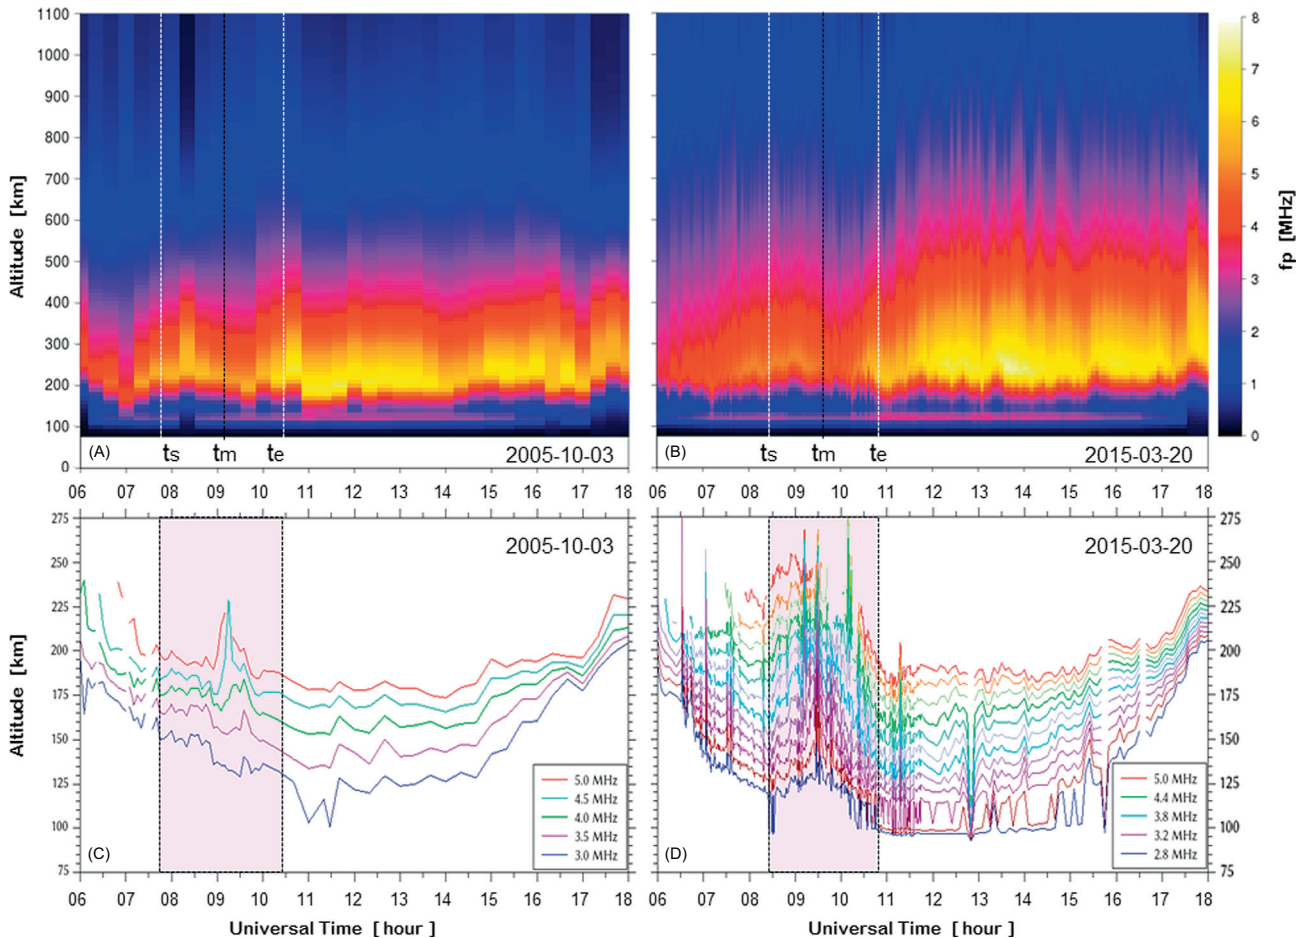 1100
1000
900
800
700
600
500
400
300
200
100
0
Altitude [km]
(A)
ts
tm
te
2005-10-03
06 07 08 09 10 11 12 13 14 15 16 17 18
(B)
ts
tm
te
2015-03-20
06 07 08 09 10 11 12 13 14 15 16 17 18
8
7
6
5
4
3
2
1
0
fp [MHz]
275
250
225
200
175
150
125
100
75
Altitude [km]
2005-10-03
(C)
5.0 MHz
4.5 MHz
4.0 MHz
3.5 MHz
3.0 MHz
06 07 08 09 10 11 12 13 14 15 16 17 18
Universal Time [ hour ]
2015-03-20
(D)
5.0 MHz
4.4 MHz
3.8 MHz
3.2 MHz
2.8 MHz
275
250
225
200
175
150
125
100
75
06 07 08 09 10 11 12 13 14 15 16 17 18
Universal Time [ hour ]